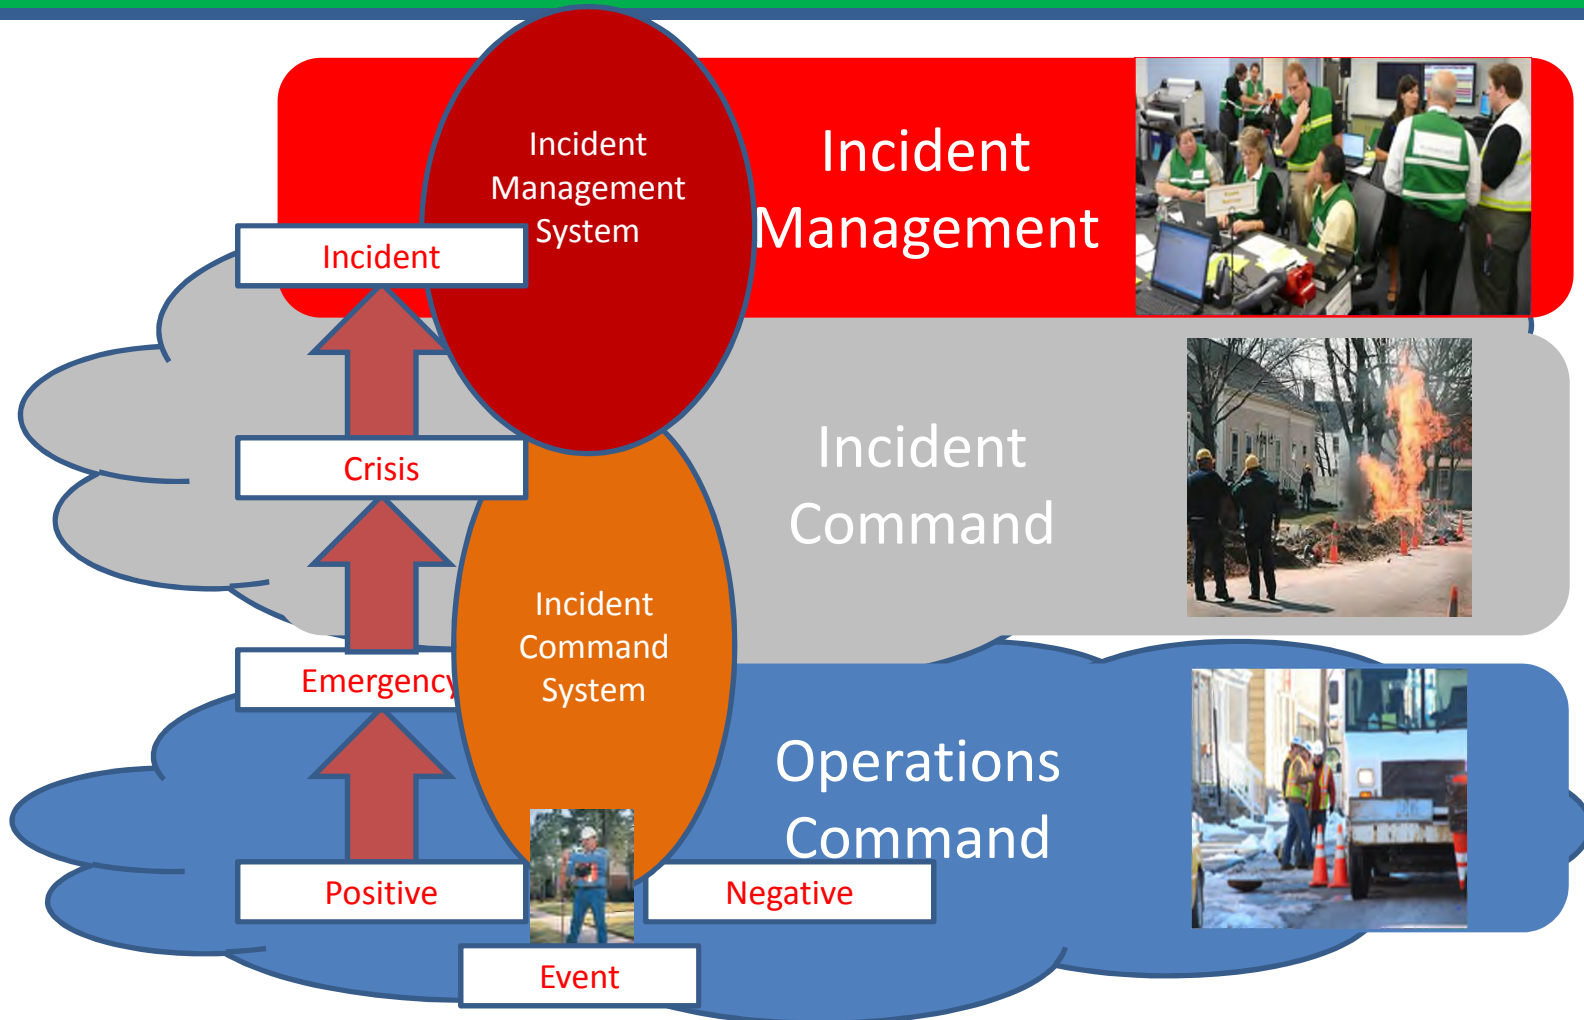 Incident
Management
System
Incident
Management
Incident
Crisis
Incident
Command
Incident
Command
System
Emergency
Operations
Command
Positive
Negative
Event